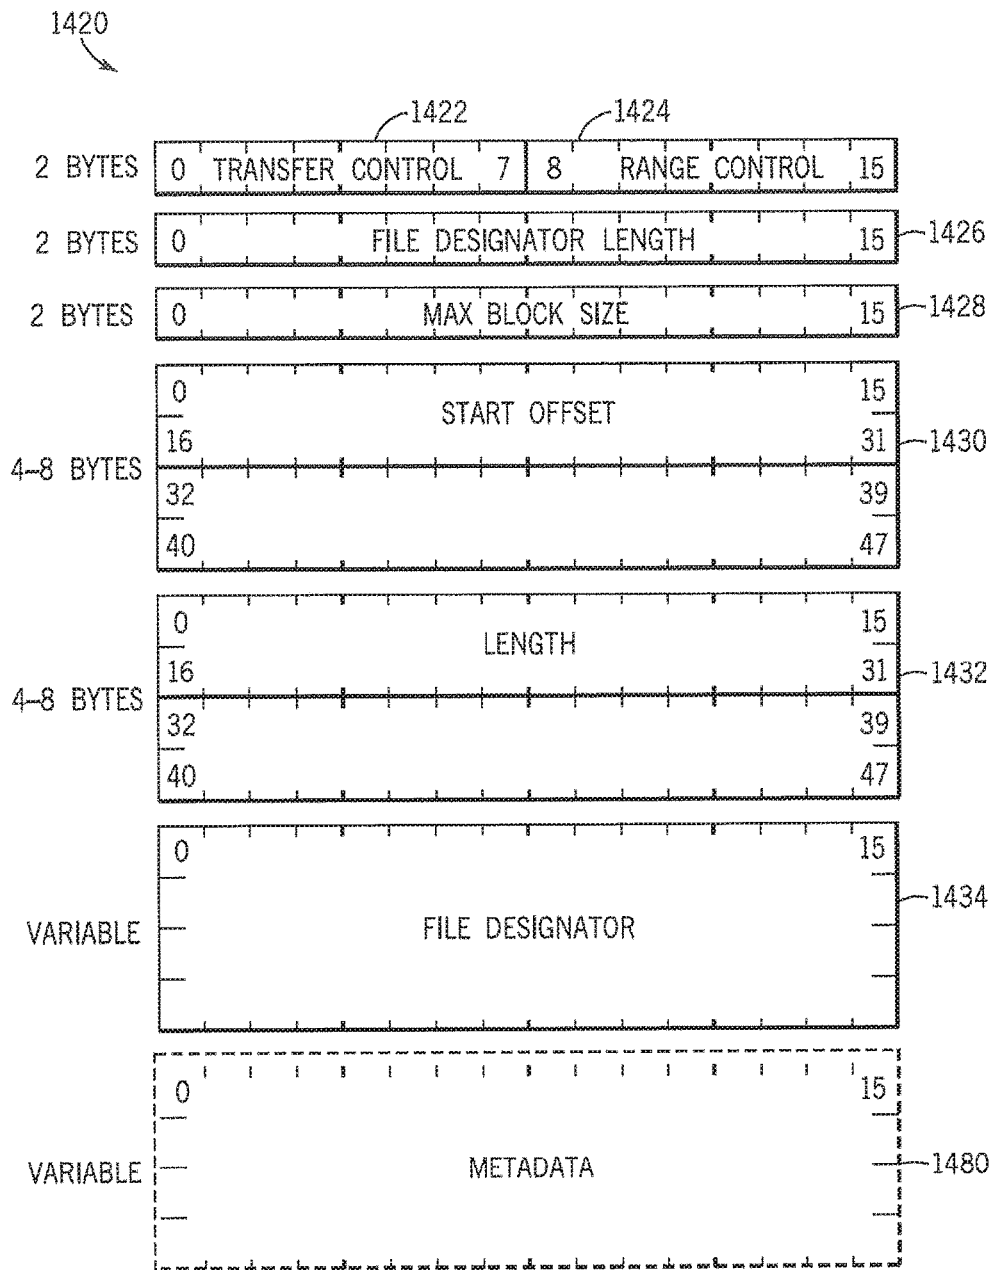 1420
1422 1424
2 BYTES 0 TRANSFER CONTROL 7 8 RANGE CONTROL 15
2 BYTES 0 FILE DESIGNATOR LENGTH 15 1426
2 BYTES 0 MAX BLOCK SIZE 15 1428
0 15
START OFFSET
16 31 1430
4–8 BYTES
32 39
40 47
0 15
LENGTH
16 31 1432
4–8 BYTES
32 39
40 47
0 15
1434
VARIABLE FILE DESIGNATOR
0 15
VARIABLE METADATA 1480